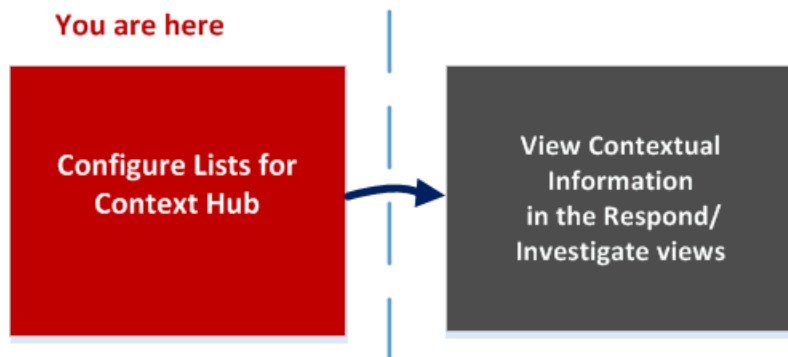 You are here
Configure Lists for
Context Hub
View Contextual
Information
in the Respond/
Investigate views